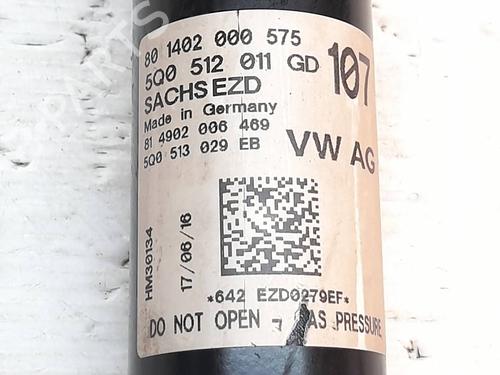 80 1402 000 575
5Q0 512 011 GD
107
SACHS EZD
Made in Germany
81 4902 006 469
5Q0 513 029 EB
VW AG
HM30134
17/06/16
*642 EZD0279EF*
DO NOT OPEN - GAS PRESSURE
PARTS